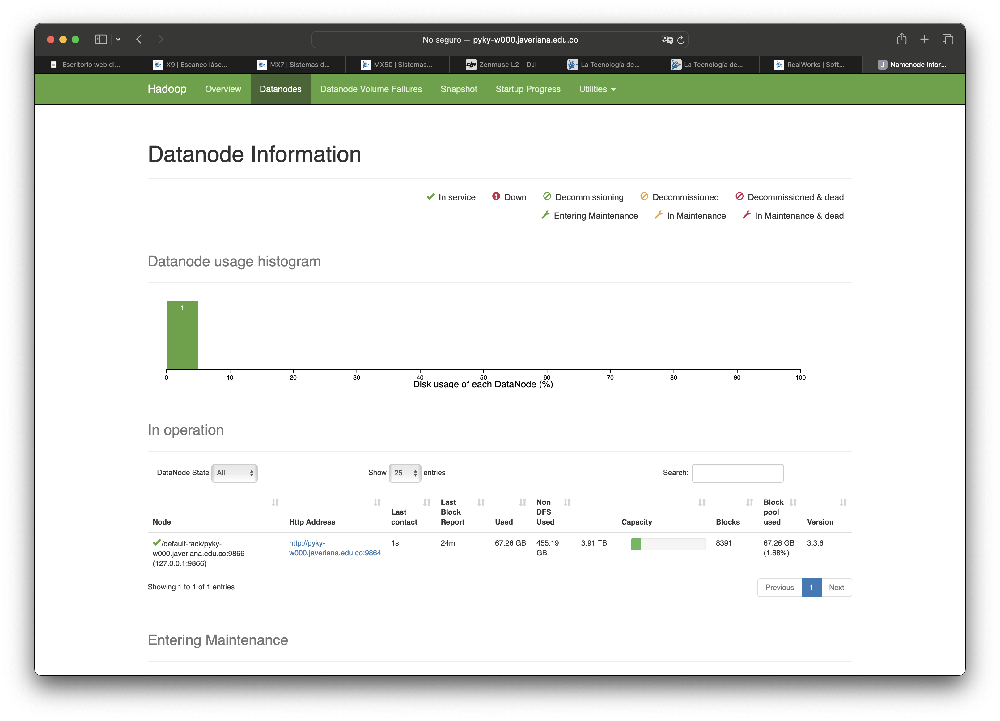 No seguro — pyky-w000.javeriana.edu.co
Escritorio web di...
X9 | Escaneo láse...
MX7 | Sistemas d...
MX50 | Sistemas...
dji Zenmuse L2 - DJI
La Tecnología de...
La Tecnología de...
RealWorks | Soft...
J Namenode infor...
Hadoop Overview Datanodes Datanode Volume Failures Snapshot Startup Progress Utilities
Datanode Information
In service Down Decommissioning Decommissioned Decommissioned & dead
Entering Maintenance In Maintenance In Maintenance & dead
Datanode usage histogram
1
0 10 20 30 40 50 60 70 80 90 100
Disk usage of each DataNode (%)
In operation
DataNode State All Show 25 entries Search:
Node
Http Address
Last contact
Last Block Report
Used
Non DFS Used
Capacity
Blocks
Block pool used
Version
/default-rack/pyky-
w000.javeriana.edu.co:9866
(127.0.0.1:9866)
http://pyky-
w000.javeriana.edu.co:9864
1s
24m
67.26 GB
455.19
GB
3.91 TB
8391
67.26 GB
(1.68%)
3.3.6
Showing 1 to 1 of 1 entries
Previous 1 Next
Entering Maintenance